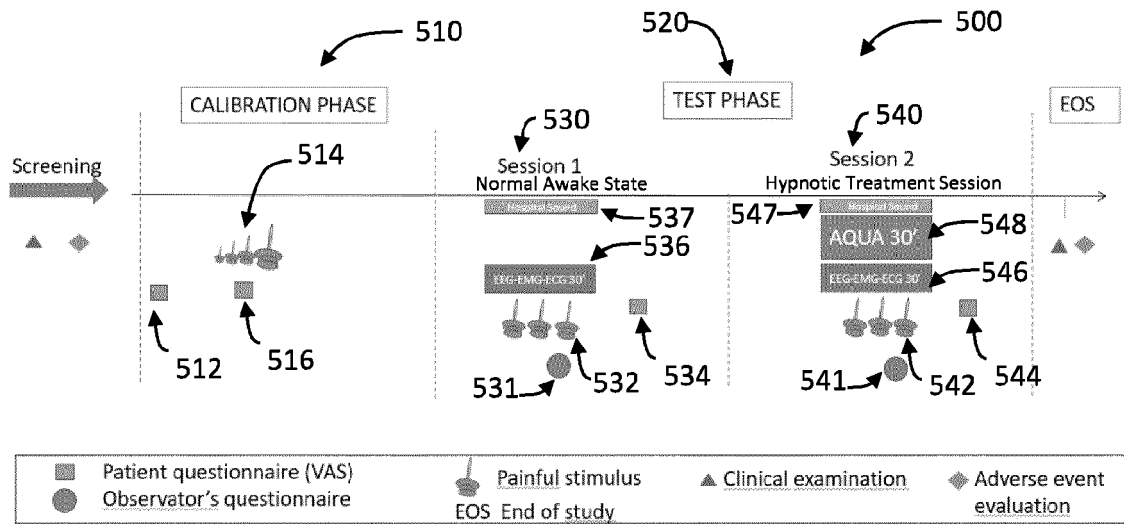 510
520
500
CALIBRATION PHASE
TEST PHASE
EOS
530
540
514
Screening
Session 1
Session 2
Normal Awake State
Hypnotic Treatment Session
537
547
Hospital Sound
536
AQUA 30'
548
EEG-EMG-ECG 30'
EEG-EMG-ECG 30'
546
512
516
531
532
534
541
542
544
Patient questionnaire (VAS)
Painful stimulus
Clinical examination
Adverse event
evaluation
Observator's questionnaire
EOS End of study